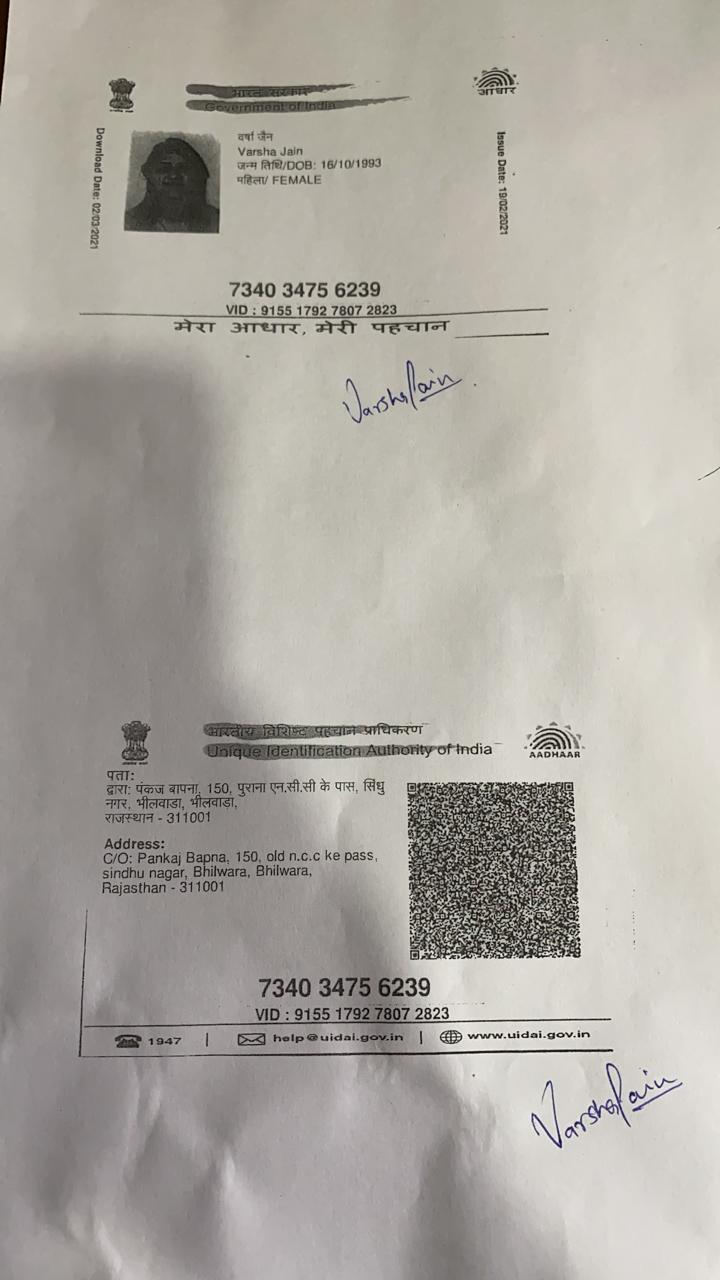 भारत सरकार
Government of India
आधार
वर्षा जैन
Varsha Jain
जन्म तिथि/DOB: 16/10/1993
महिला/ FEMALE
Download Date: 02/03/2021
Issue Date: 19/02/2021
7340 3475 6239
VID : 9155 1792 7807 2823
मेरा आधार, मेरी पहचान
Varsha Jain
भारतीय विशिष्ट पहचान प्राधिकरण
Unique Identification Authority of India
AADHAAR
पता:
द्वारा: पंकज बापना, 150, पुराना एन.सी.सी के पास, सिंधु
नगर, भीलवाडा, भीलवाड़ा,
राजस्थान - 311001
Address:
C/O: Pankaj Bapna, 150, old n.c.c ke pass,
sindhu nagar, Bhilwara, Bhilwara,
Rajasthan - 311001
7340 3475 6239
VID : 9155 1792 7807 2823
1947 | help@uidai.gov.in | www.uidai.gov.in
Varsha Jain